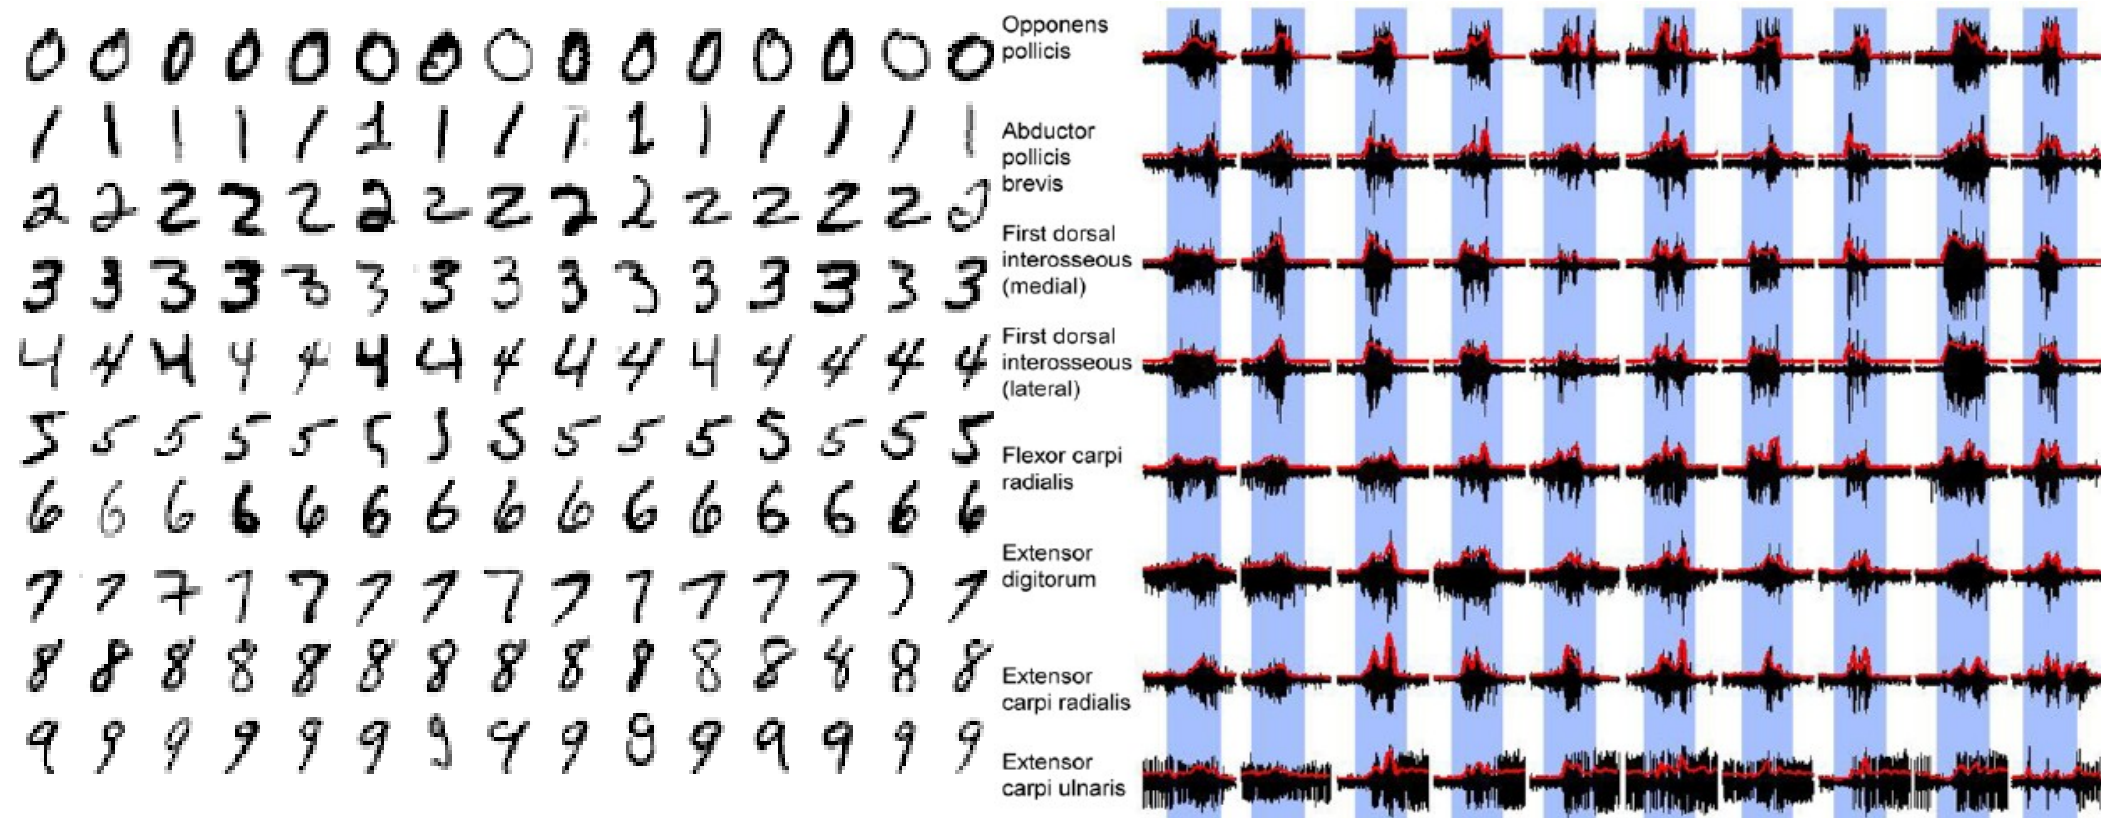 0 0 0 0 0 0 0 0 0 0 0 0 0 0 0
1 1 1 1 1 1 1 1 1 1 1 1 1 1 1
2 2 2 2 2 2 2 2 2 2 2 2 2 2 2
3 3 3 3 3 3 3 3 3 3 3 3 3 3 3
4 4 4 4 4 4 4 4 4 4 4 4 4 4 4
5 5 5 5 5 5 5 5 5 5 5 5 5 5 5
6 6 6 6 6 6 6 6 6 6 6 6 6 6 6
7 7 7 7 7 7 7 7 7 7 7 7 7 7 7
8 8 8 8 8 8 8 8 8 8 8 8 8 8 8
9 9 9 9 9 9 9 9 9 9 9 9 9 9 9
Opponens
pollicis
Abductor
pollicis
brevis
First dorsal
interosseous
(medial)
First dorsal
interosseous
(lateral)
Flexor carpi
radialis
Extensor
digitorum
Extensor
carpi radialis
Extensor
carpi ulnaris